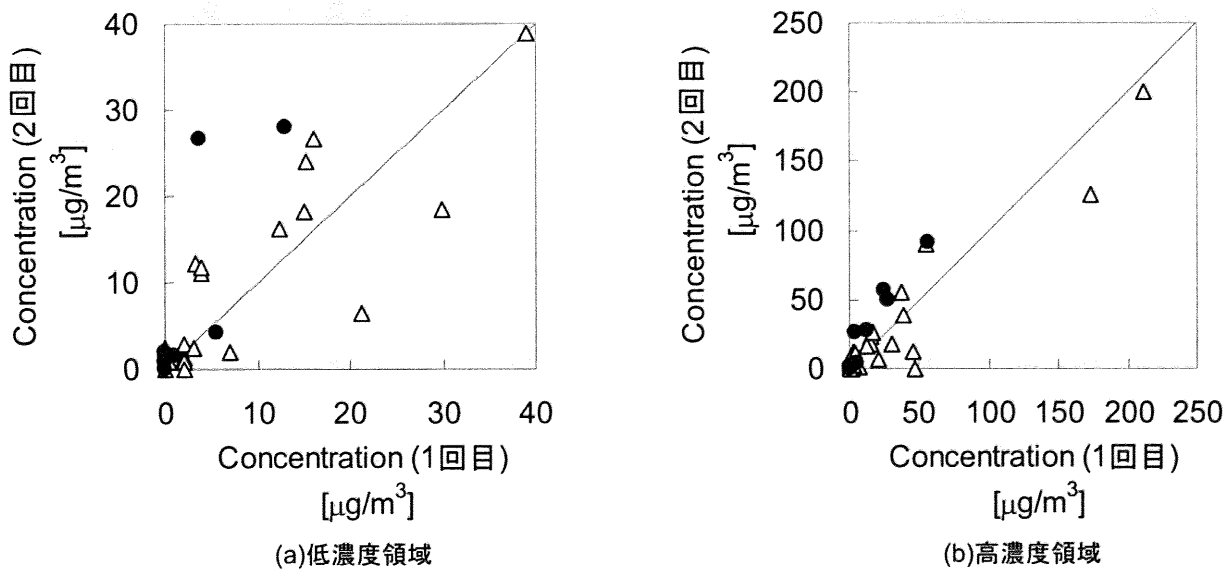 40
30
20
10
0
Concentration (2回目)
[μg/m³]
0 10 20 30 40
Concentration (1回目)
[μg/m³]
(a)低濃度領域
250
200
150
100
50
0
Concentration (2回目)
[μg/m³]
0 50 100 150 200 250
Concentration (1回目)
[μg/m³]
(b)高濃度領域